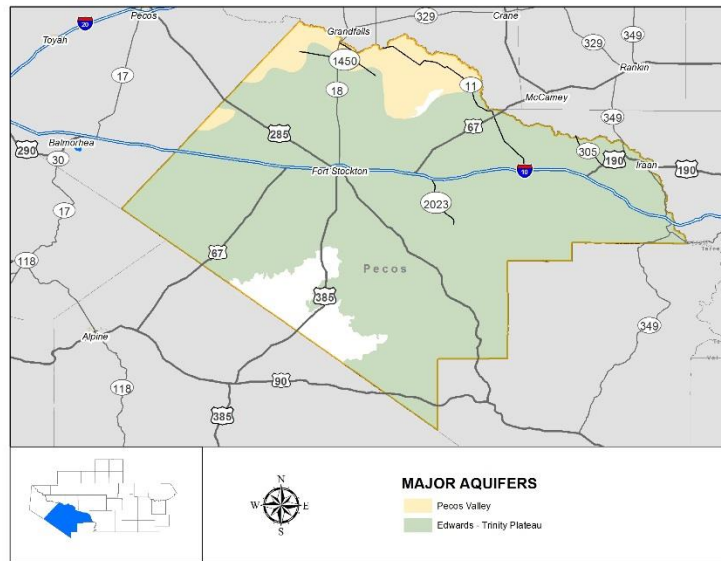 20
Pecos
Grandfalls
329
Crane
349
Toyah
329
17
1450
Rankin
18
11
McCamey
285
67
349
Balmorhea
290
30
305
190
Iraan
190
Fort Stockton
10
17
2023
67
118
Pecos
385
349
Alpine
90
118
385
N
W E
S
MAJOR AQUIFERS
Pecos Valley
Edwards - Trinity Plateau